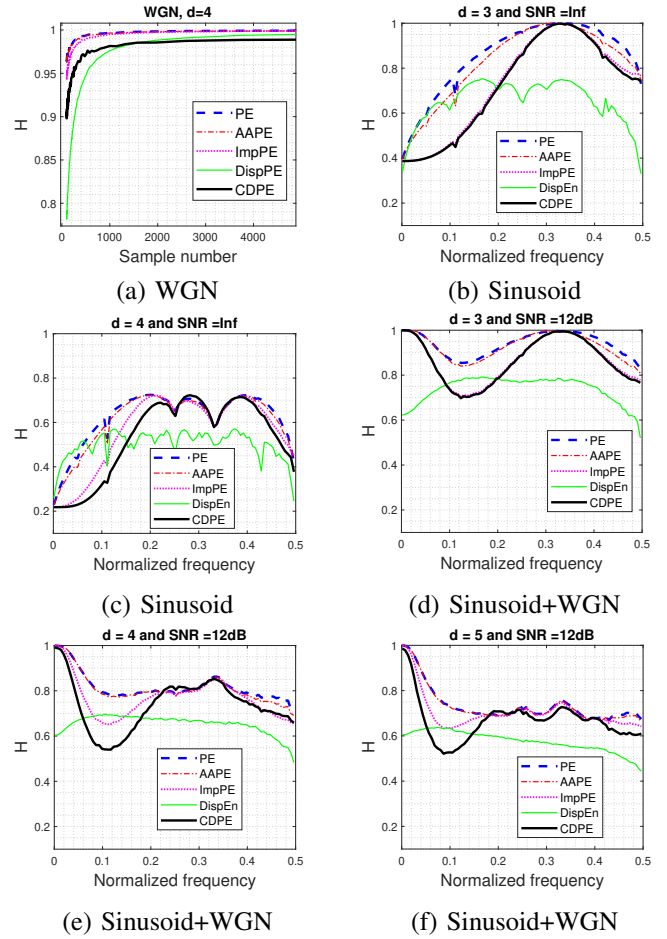 WGN, d=4
1
0.95
0.9
0.85
0.8
H
PE
AAPE
ImpPE
DispPE
CDPE
0 1000 2000 3000 4000
Sample number
(a) WGN
d = 3 and SNR =Inf
1
0.8
0.6
0.4
0.2
H
PE
AAPE
ImpPE
DispEn
CDPE
0 0.1 0.2 0.3 0.4 0.5
Normalized frequency
(b) Sinusoid
d = 4 and SNR =Inf
1
0.8
0.6
0.4
0.2
H
PE
AAPE
ImpPE
DispEn
CDPE
0 0.1 0.2 0.3 0.4 0.5
Normalized frequency
(c) Sinusoid
d = 3 and SNR =12dB
1
0.8
0.6
0.4
0.2
H
PE
AAPE
ImpPE
DispEn
CDPE
0 0.1 0.2 0.3 0.4 0.5
Normalized frequency
(d) Sinusoid+WGN
d = 4 and SNR =12dB
1
0.8
0.6
0.4
0.2
H
PE
AAPE
ImpPE
DispEn
CDPE
0 0.1 0.2 0.3 0.4 0.5
Normalized frequency
(e) Sinusoid+WGN
d = 5 and SNR =12dB
1
0.8
0.6
0.4
0.2
H
PE
AAPE
ImpPE
DispEn
CDPE
0 0.1 0.2 0.3 0.4 0.5
Normalized frequency
(f) Sinusoid+WGN